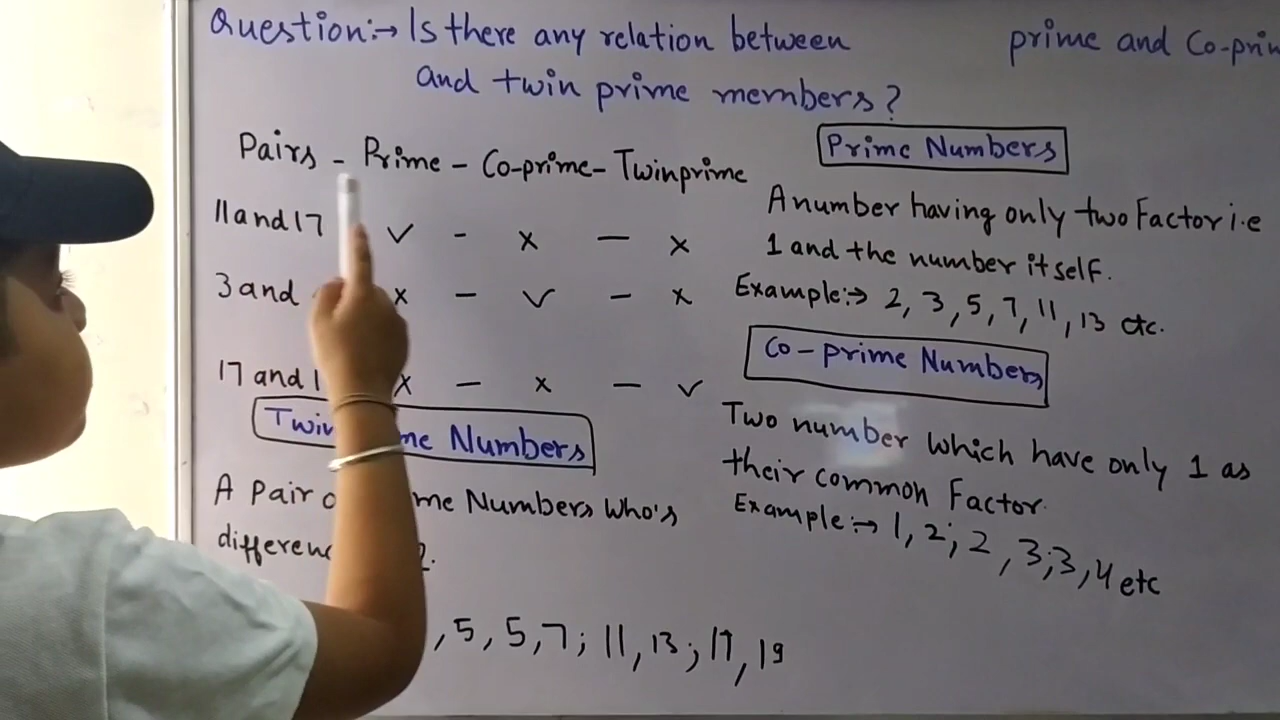 Question:→ Is there any relation between prime and Co-prim
and twin prime members?
Pairs - Prime - Co-prime - Twinprime
11 and 17 ✓ - x - x
3 and x - ✓ - x
17 and 1 x - x - ✓
Twin me Numbers
A Pair o me Numbers Who's
differenc 2.
, 5, 5, 7; 11, 13; 17, 19
Prime Numbers
A number having only two Factor i.e
1 and the number itself.
Example:→ 2, 3, 5, 7, 11, 13 etc.
Co-prime Numbers
Two number which have only 1 as
their common Factor.
Example:→ 1, 2; 2, 3; 3, 4 etc